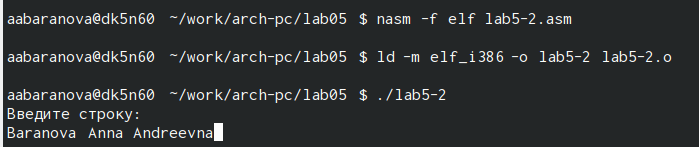 aabaranova@dk5n60 ~/work/arch-pc/lab05 $ nasm -f elf lab5-2.asm
aabaranova@dk5n60 ~/work/arch-pc/lab05 $ ld -m elf_i386 -o lab5-2 lab5-2.o
aabaranova@dk5n60 ~/work/arch-pc/lab05 $ ./lab5-2
Введите строку:
Baranova Anna Andreevna